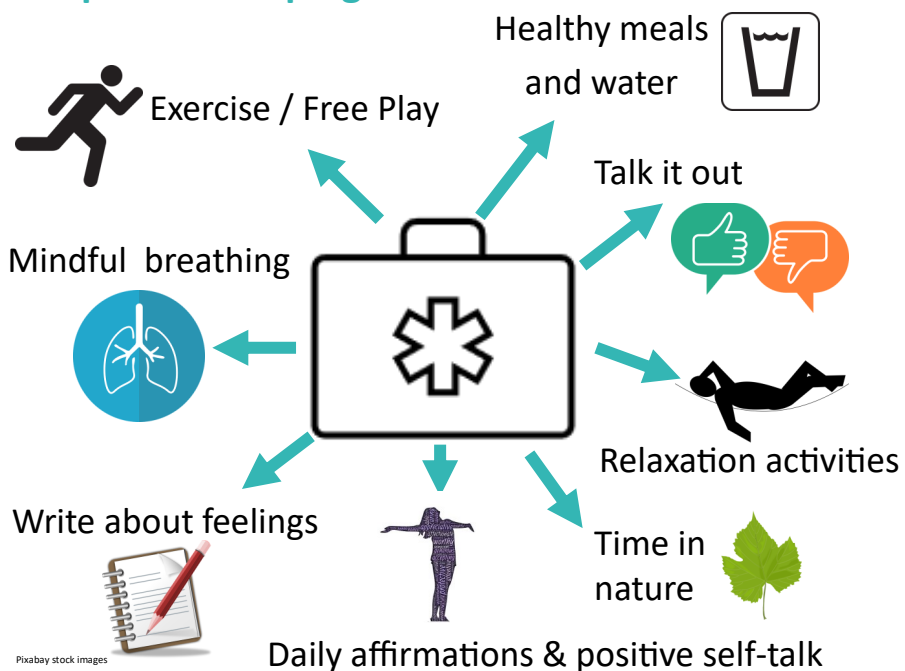 Exercise / Free Play
Healthy meals
and water
Talk it out
Mindful breathing
Relaxation activities
Write about feelings
Time in
nature
Daily affirmations & positive self-talk
Pixabay stock images